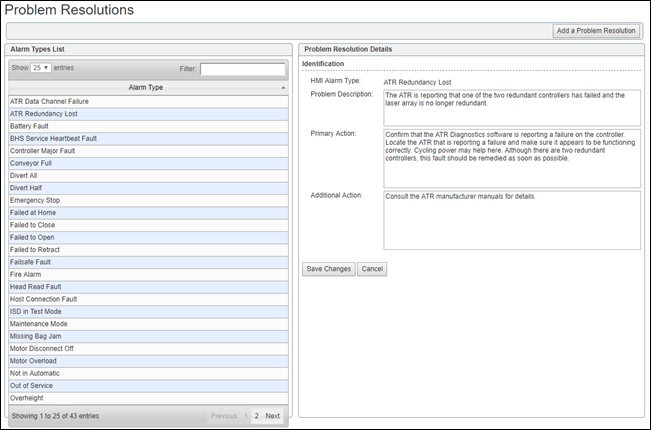 Problem Resolutions
Add a Problem Resolution
Alarm Types List
Show 25 entries
Filter:
Alarm Type
ATR Data Channel Failure
ATR Redundancy Lost
Battery Fault
BHS Service Heartbeat Fault
Controller Major Fault
Conveyor Full
Divert All
Divert Half
Emergency Stop
Failed at Home
Failed to Close
Failed to Open
Failed to Retract
Failsafe Fault
Fire Alarm
Head Read Fault
Host Connection Fault
ISD in Test Mode
Maintenance Mode
Missing Bag Jam
Motor Disconnect Off
Motor Overload
Not in Automatic
Out of Service
Overheight
Showing 1 to 25 of 43 entries
Previous 1 2 Next
Problem Resolution Details
Identification
HMI Alarm Type: ATR Redundancy Lost
Problem Description: The ATR is reporting that one of the two redundant controllers has failed and the
laser array is no longer redundant.
Primary Action: Confirm that the ATR Diagnostics software is reporting a failure on the controller.
Locate the ATR that is reporting a failure and make sure it appears to be functioning
correctly. Cycling power may help here. Although there are two redundant
controllers, this fault should be remedied as soon as possible.
Additional Action: Consult the ATR manufacturer manuals for details.
Save Changes Cancel